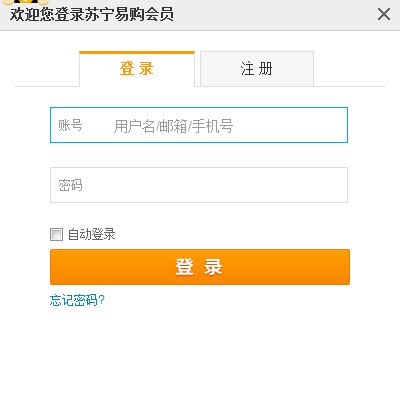 欢迎您登录苏宁易购会员
登 录 注 册
账号 用户名/邮箱/手机号
密码
自动登录
登 录
忘记密码?